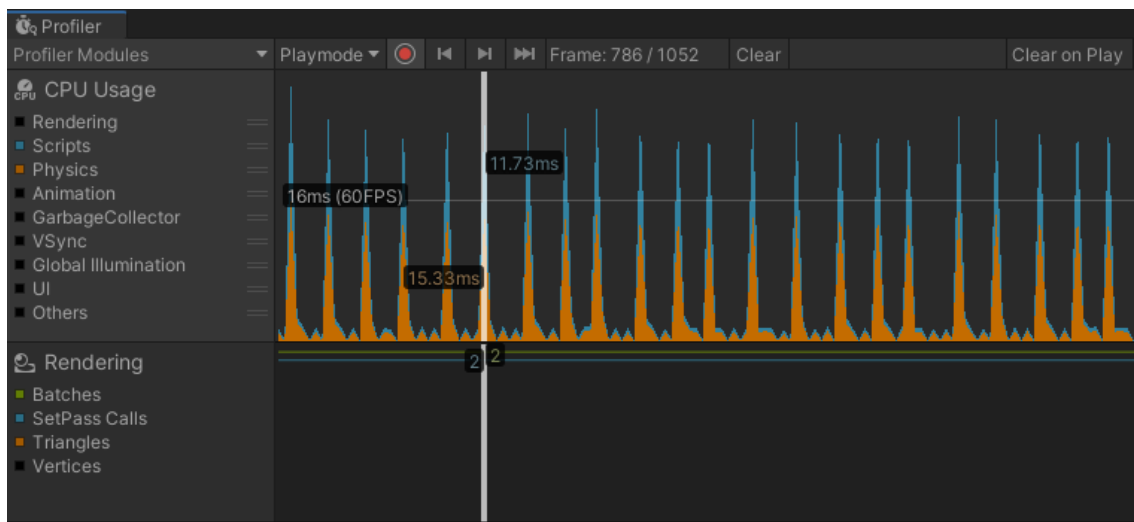 Profiler
Profiler Modules Playmode Frame: 786 / 1052 Clear Clear on Play
CPU Usage
CPU
Rendering
Scripts
Physics
Animation
GarbageCollector
VSync
Global Illumination
UI
Others
11.73ms
16ms (60FPS)
15.33ms
Rendering
Batches
SetPass Calls
Triangles
Vertices
2 2